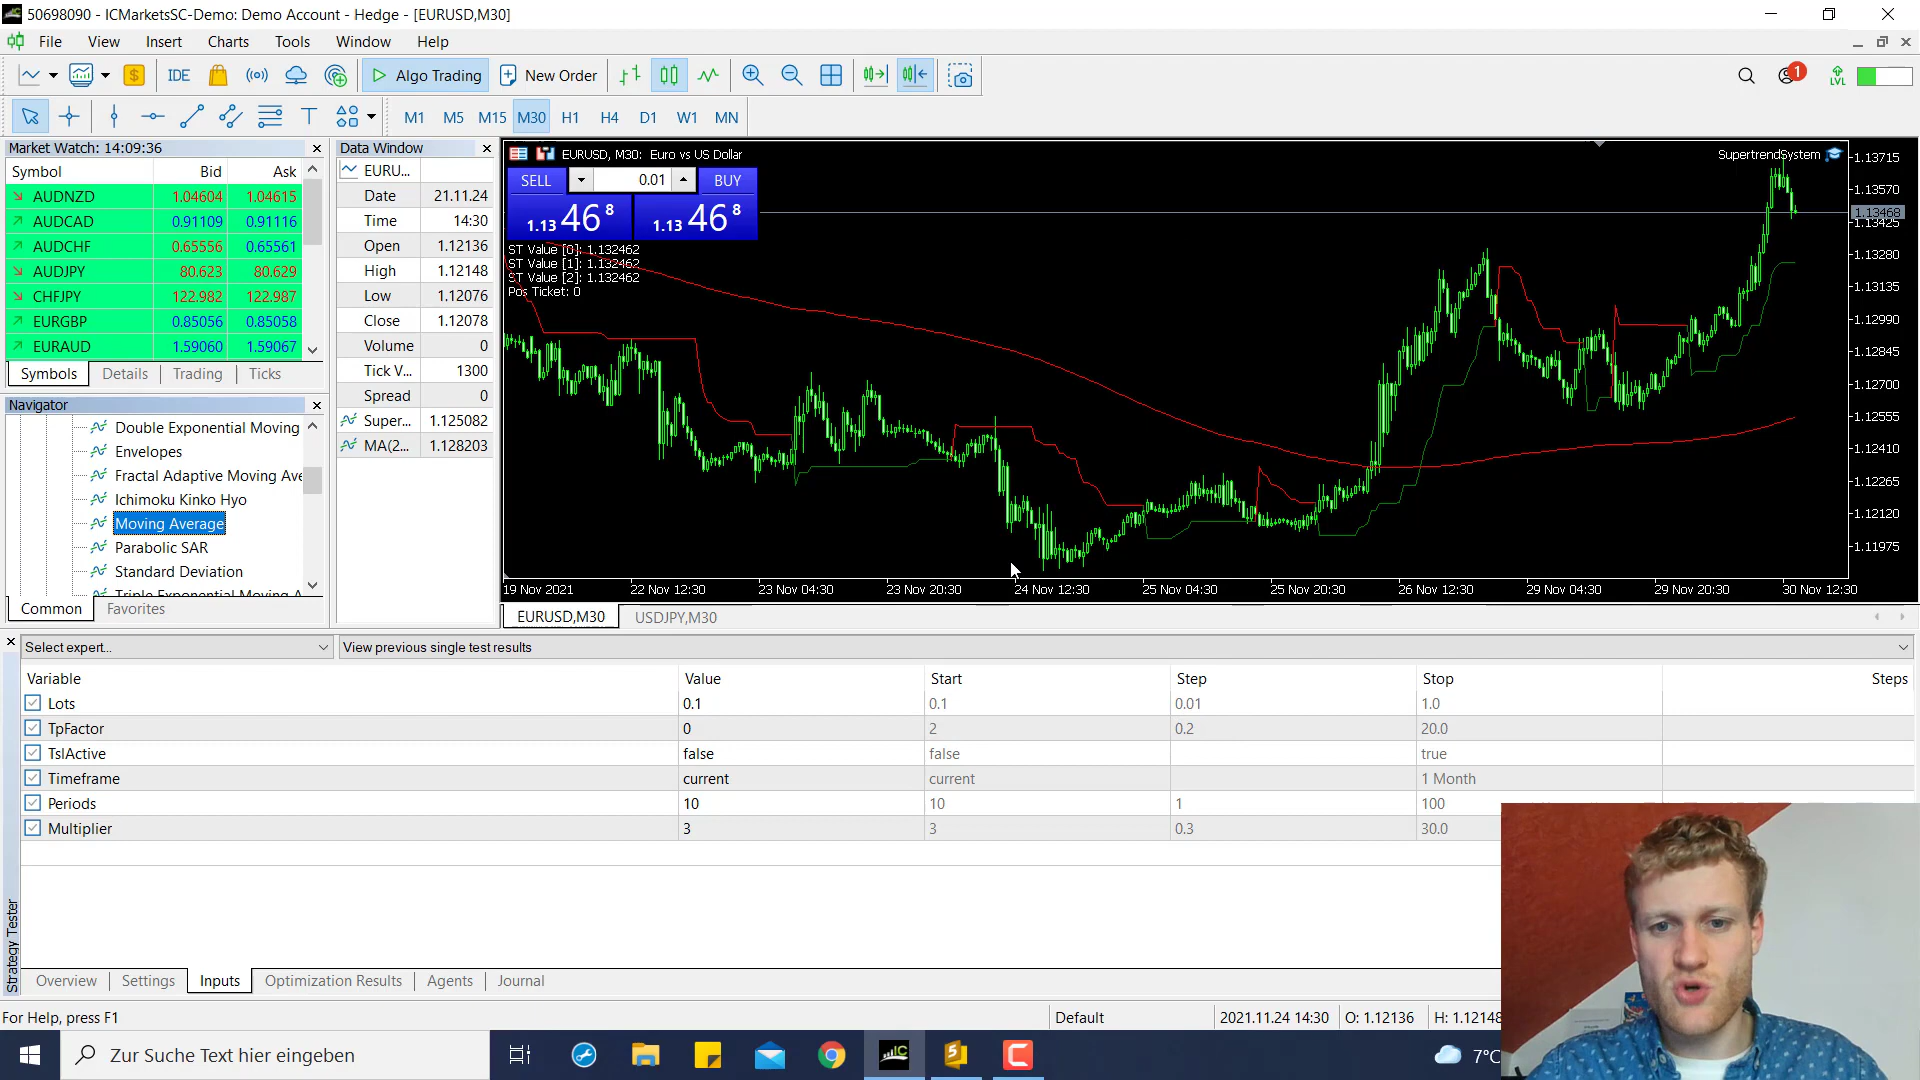 50698090 - ICMarketsSC-Demo: Demo Account - Hedge - [EURUSD,M30]
File View Insert Charts Tools Window Help
IDE Algo Trading New Order 1 LVL
M1 M5 M15 M30 H1 H4 D1 W1 MN
Market Watch: 14:09:36
Symbol Bid Ask
AUDNZD 1.04604 1.04615
AUDCAD 0.91109 0.91116
AUDCHF 0.65556 0.65561
AUDJPY 80.623 80.629
CHFJPY 122.982 122.987
EURGBP 0.85056 0.85058
EURAUD 1.59060 1.59067
Symbols Details Trading Ticks
Navigator
Double Exponential Moving
Envelopes
Fractal Adaptive Moving Ave
Ichimoku Kinko Hyo
Moving Average
Parabolic SAR
Standard Deviation
Triple Exponential Moving A
Common Favorites
Data Window
EURU...
Date 21.11.24
Time 14:30
Open 1.12136
High 1.12148
Low 1.12076
Close 1.12078
Volume 0
Tick V... 1300
Spread 0
Super... 1.125082
MA(2... 1.128203
EURUSD, M30: Euro vs US Dollar
SupertrendSystem
SELL 0.01 BUY
1.13 46 8 1.13 46 8
ST Value [0]: 1.132462
ST Value [1]: 1.132462
ST Value [2]: 1.132462
Pos Ticket: 0
1.13715
1.13570
1.13468
1.13425
1.13280
1.13135
1.12990
1.12845
1.12700
1.12555
1.12410
1.12265
1.12120
1.11975
19 Nov 2021 22 Nov 12:30 23 Nov 04:30 23 Nov 20:30 24 Nov 12:30 25 Nov 04:30 25 Nov 20:30 26 Nov 12:30 29 Nov 04:30 29 Nov 20:30 30 Nov 12:30
EURUSD,M30 USDJPY,M30
Select expert... View previous single test results
Variable Value Start Step Stop Steps
Lots 0.1 0.1 0.01 1.0
TpFactor 0 2 0.2 20.0
TslActive false false true
Timeframe current current 1 Month
Periods 10 10 1 100
Multiplier 3 3 0.3 30.0
Strategy Tester
Overview Settings Inputs Optimization Results Agents Journal
For Help, press F1 Default 2021.11.24 14:30 O: 1.12136 H: 1.12148
Zur Suche Text hier eingeben IC 5 7°C